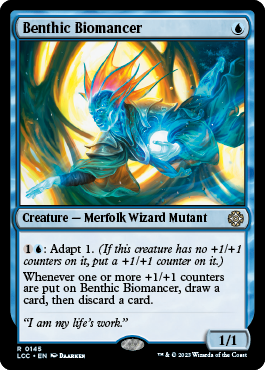 Benthic Biomancer
Creature — Merfolk Wizard Mutant
1 : Adapt 1. (If this creature has no +1/+1
counters on it, put a +1/+1 counter on it.)
Whenever one or more +1/+1 counters
are put on Benthic Biomancer, draw a
card, then discard a card.
“I am my life’s work.”
1/1
R 0145
LCC • EN DAARKEN
™ & © 2023 Wizards of the Coast